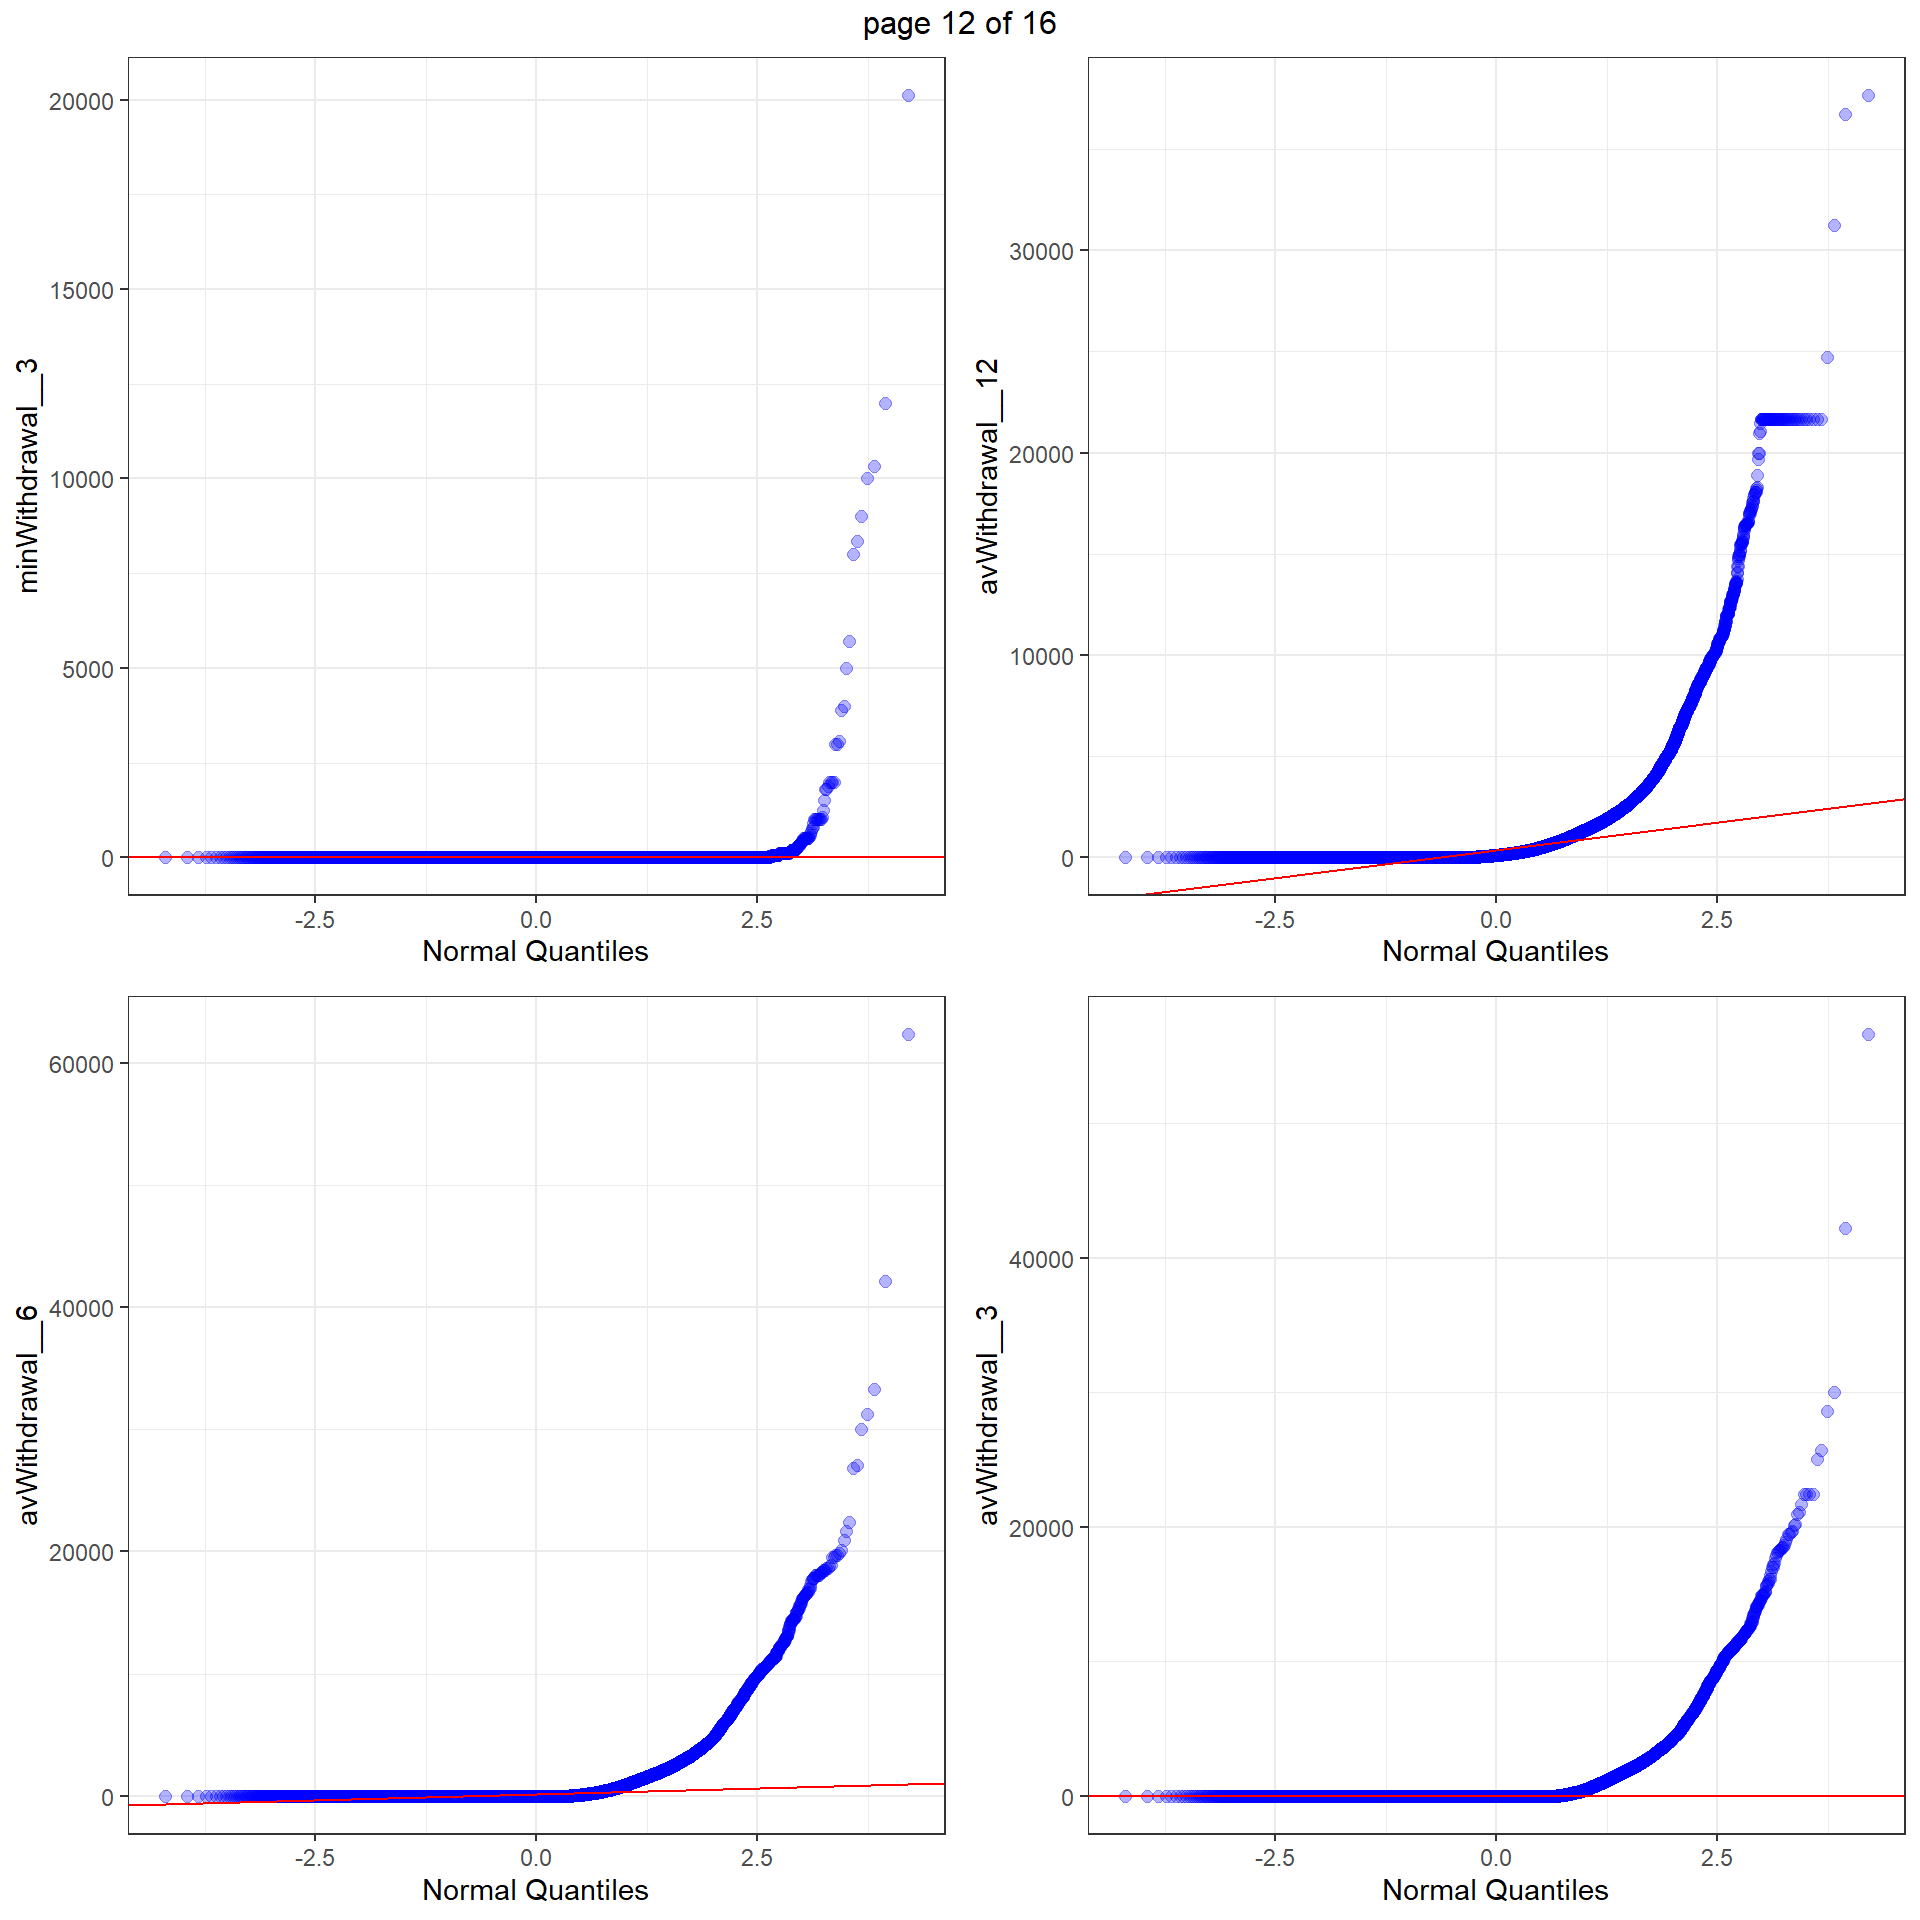 page 12 of 16
minWithdrawal__3
20000
15000
10000
5000
0
-2.5 0.0 2.5
Normal Quantiles
avWithdrawal__12
30000
20000
10000
0
-2.5 0.0 2.5
Normal Quantiles
avWithdrawal__6
60000
40000
20000
0
-2.5 0.0 2.5
Normal Quantiles
avWithdrawal__3
40000
20000
0
-2.5 0.0 2.5
Normal Quantiles